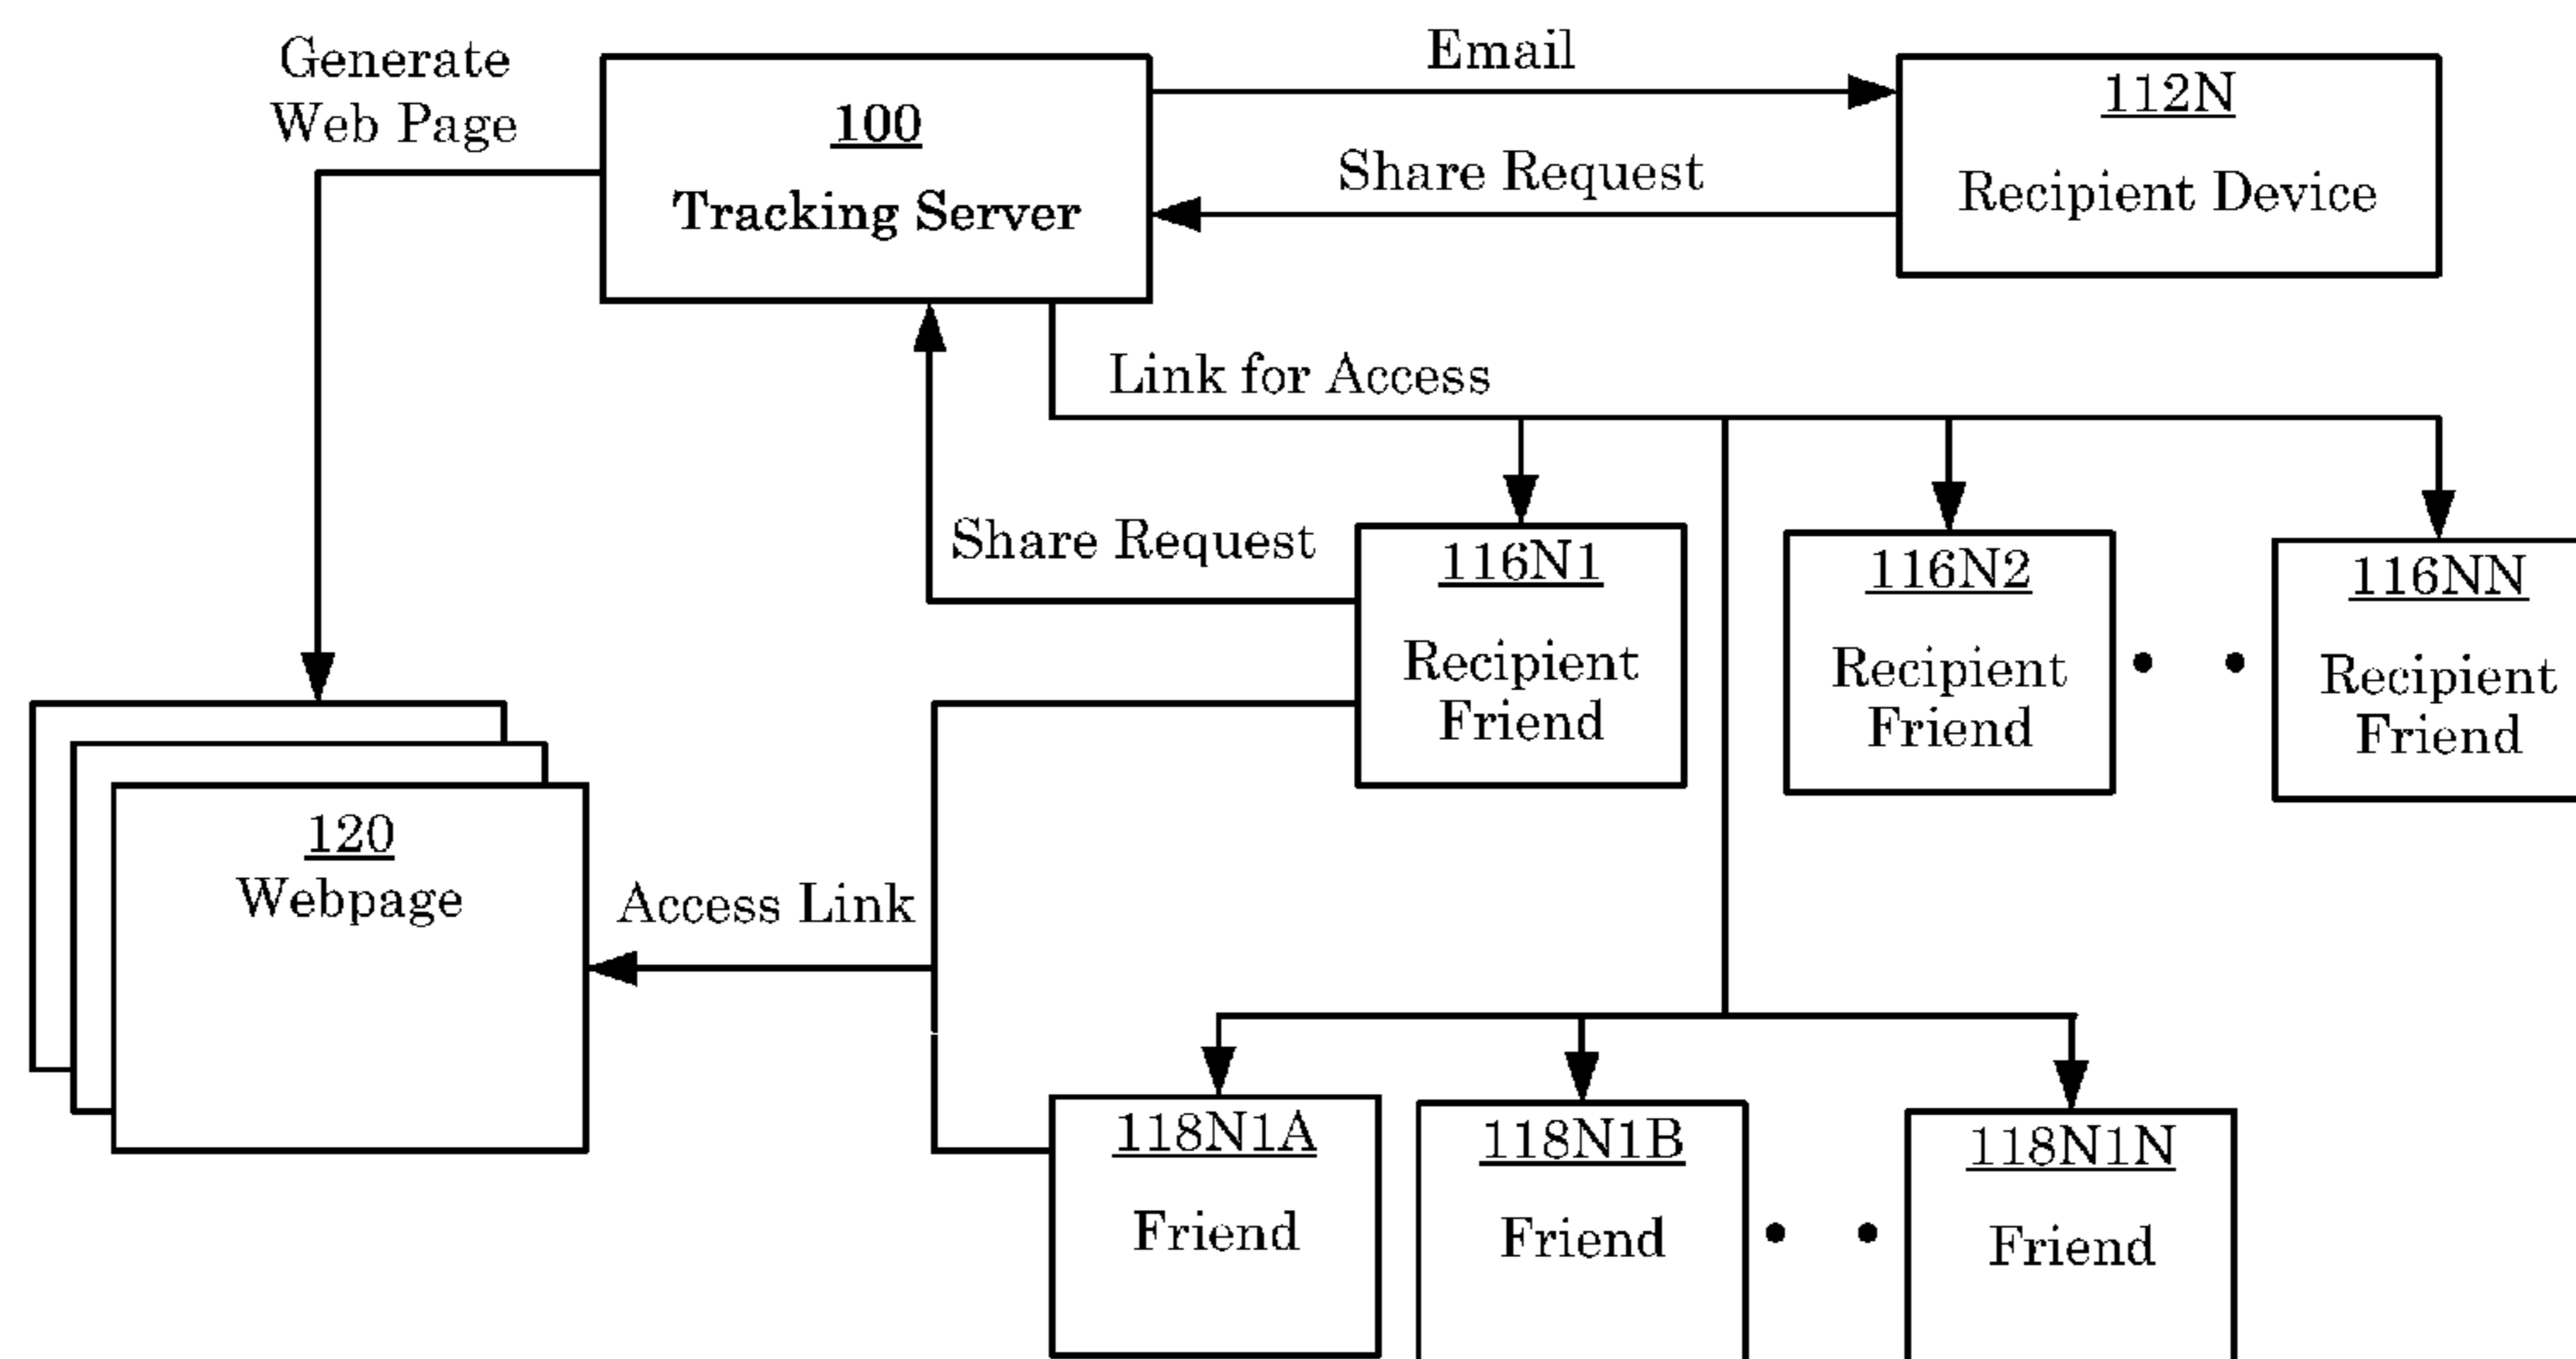 Generate
Web Page
100
Tracking Server
Email
Share Request
112N
Recipient Device
Link for Access
Share Request
116N1
Recipient
Friend
116N2
Recipient
Friend
116NN
Recipient
Friend
120
Webpage
Access Link
118N1A
Friend
118N1B
Friend
118N1N
Friend